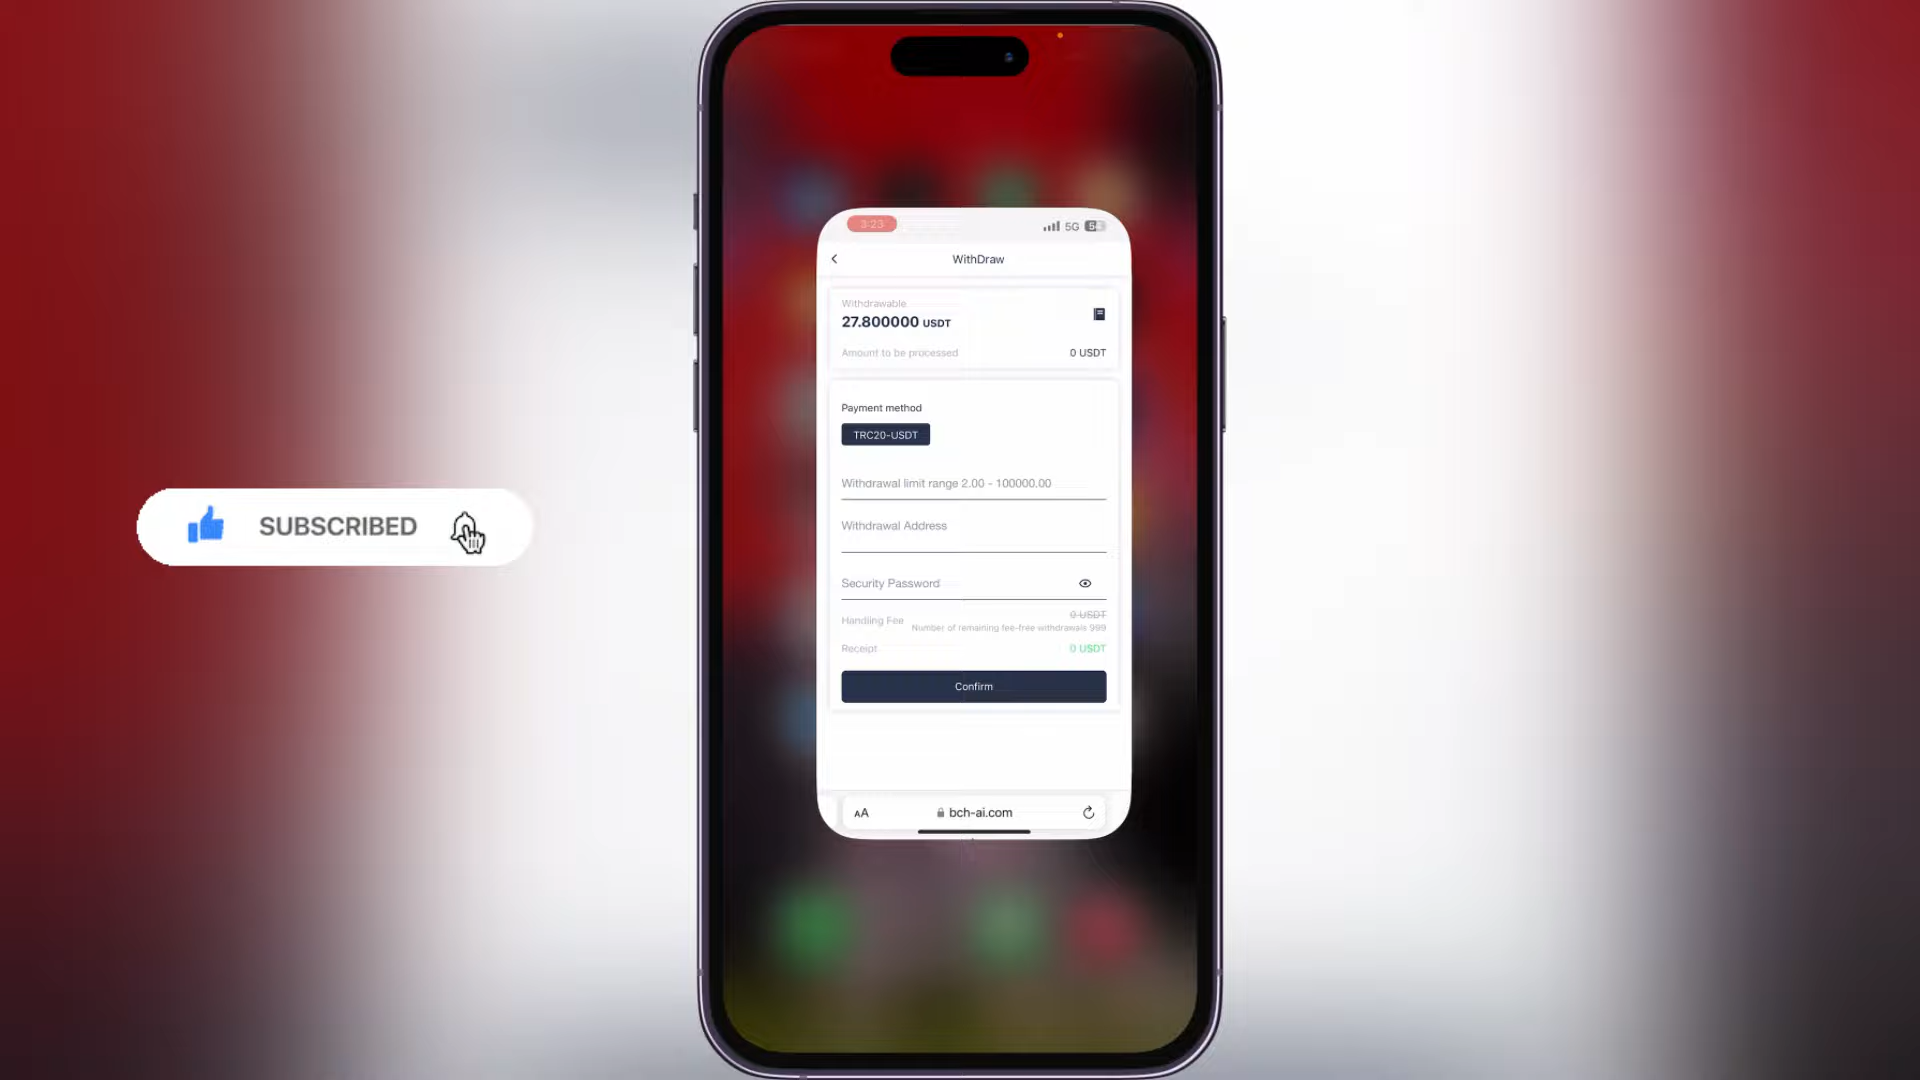 3:23
5G
WithDraw
Withdrawable
27.800000 USDT
Amount to be processed 0 USDT
Payment method
TRC20-USDT
Withdrawal limit range 2.00 - 100000.00
Withdrawal Address
Security Password
0 USDT
Handling Fee
Number of remaining fee-free withdrawals 999
Receipt 0 USDT
Confirm
AA bch-ai.com
SUBSCRIBED